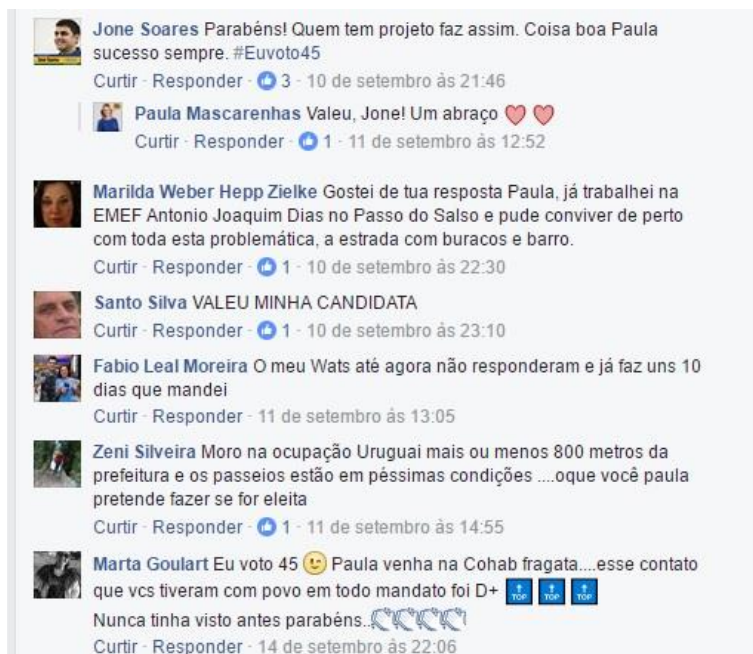 Jone Soares Parabéns! Quem tem projeto faz assim. Coisa boa Paula
sucesso sempre. #Euvoto45
Curtir · Responder · 3 · 10 de setembro às 21:46
Paula Mascarenhas Valeu, Jone! Um abraço
Curtir · Responder · 1 · 11 de setembro às 12:52
Marilda Weber Hepp Zielke Gostei de tua resposta Paula, já trabalhei na
EMEF Antonio Joaquim Dias no Passo do Salso e pude conviver de perto
com toda esta problemática, a estrada com buracos e barro.
Curtir · Responder · 1 · 10 de setembro às 22:30
Santo Silva VALEU MINHA CANDIDATA
Curtir · Responder · 1 · 10 de setembro às 23:10
Fabio Leal Moreira O meu Wats até agora não responderam e já faz uns 10
dias que mandei
Curtir · Responder · 11 de setembro às 13:05
Zeni Silveira Moro na ocupação Uruguai mais ou menos 800 metros da
prefeitura e os passeios estão em péssimas condições ....oque você paula
pretende fazer se for eleita
Curtir · Responder · 1 · 11 de setembro às 14:55
Marta Goulart Eu voto 45 Paula venha na Cohab fragata....esse contato
que vcs tiveram com povo em todo mandato foi D+ TOP TOP TOP
Nunca tinha visto antes parabéns..
Curtir · Responder · 14 de setembro às 22:06